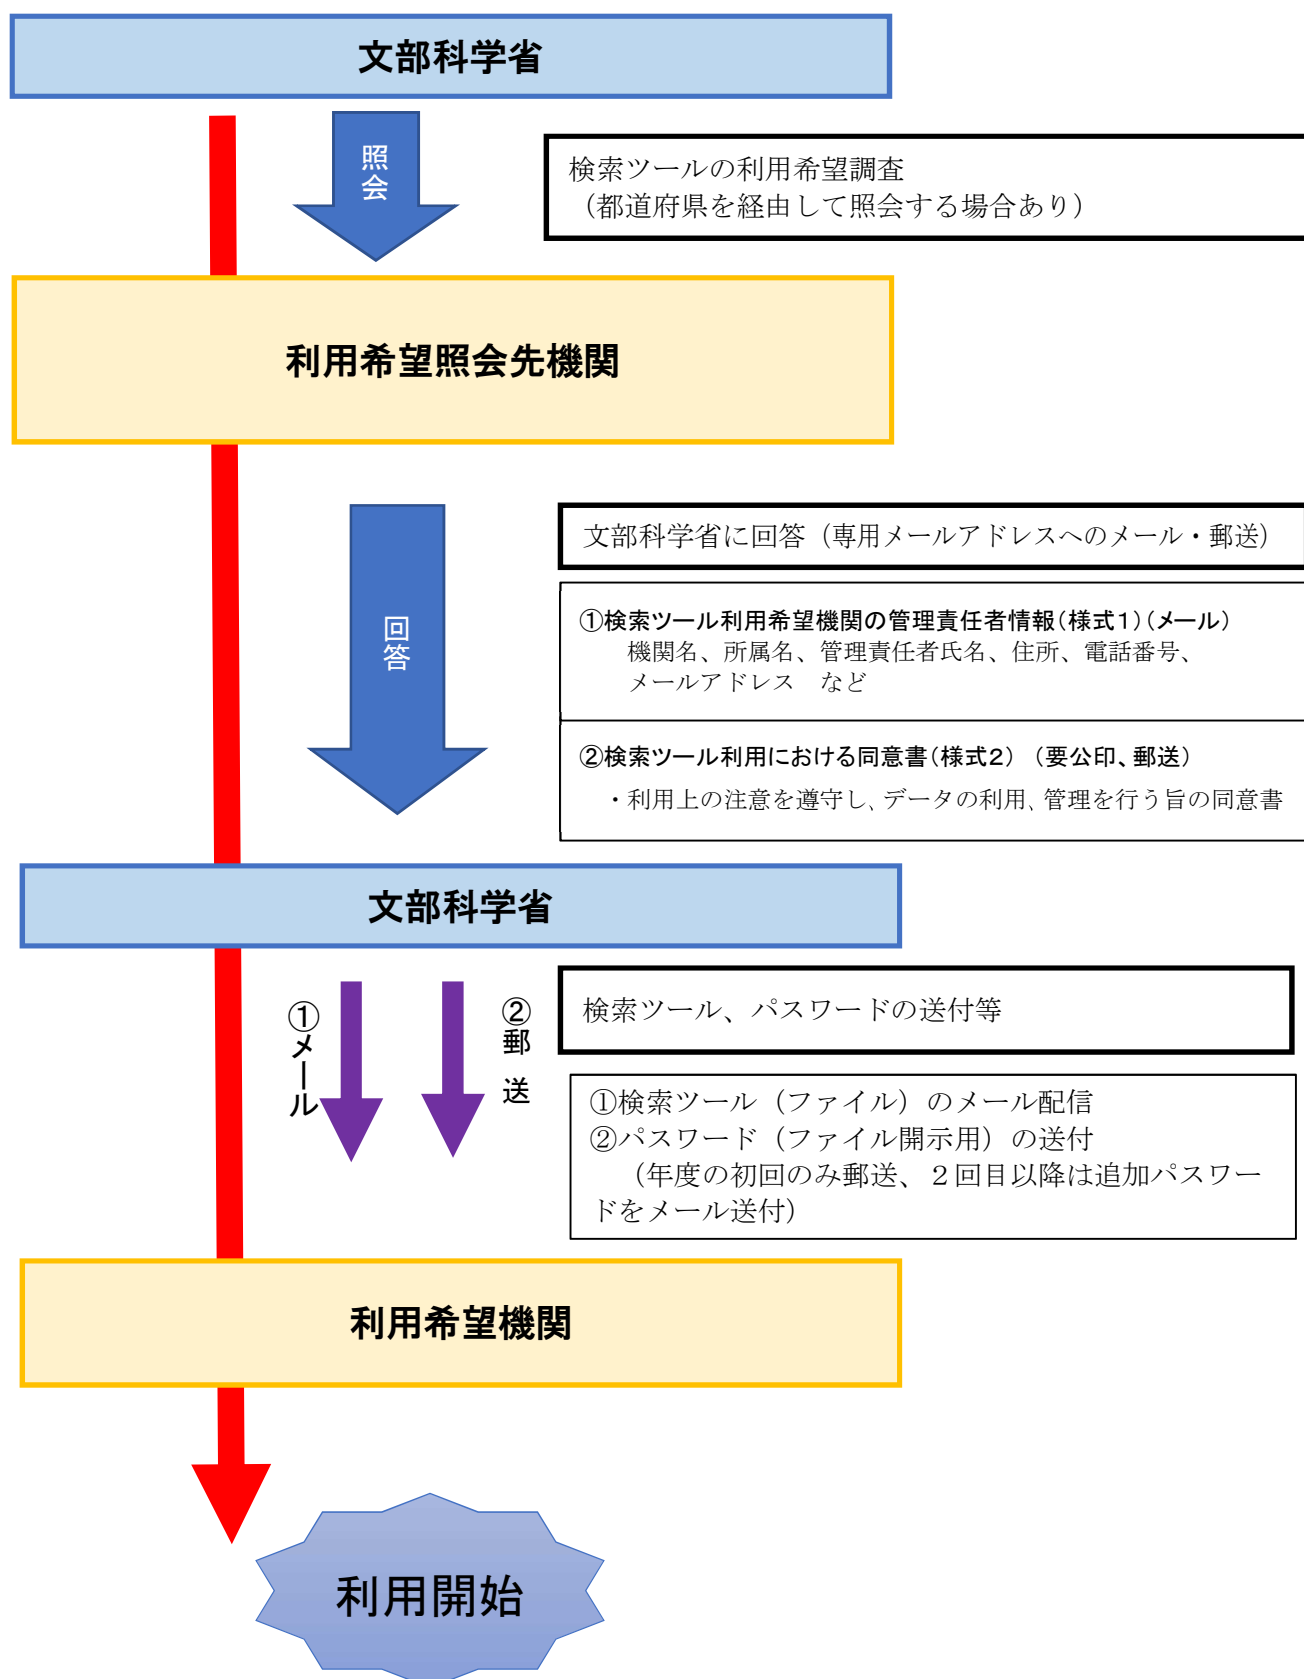 文部科学省
照会
検索ツールの利用希望調査
（都道府県を経由して照会する場合あり）
利用希望照会先機関
回答
文部科学省に回答（専用メールアドレスへのメール・郵送）
①検索ツール利用希望機関の管理責任者情報（様式１）（メール）
機関名、所属名、管理責任者氏名、住所、電話番号、
メールアドレス　など
②検索ツール利用における同意書（様式２）　（要公印、郵送）
・利用上の注意を遵守し、データの利用、管理を行う旨の同意書
文部科学省
①メール
②郵　送
検索ツール、パスワードの送付等
①検索ツール（ファイル）のメール配信
②パスワード（ファイル開示用）の送付
（年度の初回のみ郵送、２回目以降は追加パスワー
ドをメール送付）
利用希望機関
利用開始